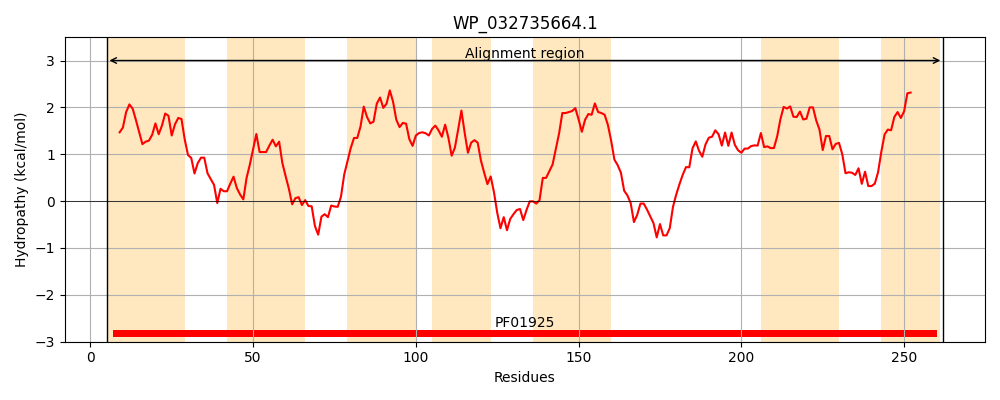 WP_032735664.1
Alignment region
Hydropathy (kcal/mol)
3
2
1
0
−1
−2
−3
PF01925
0 50 100 150 200 250
Residues